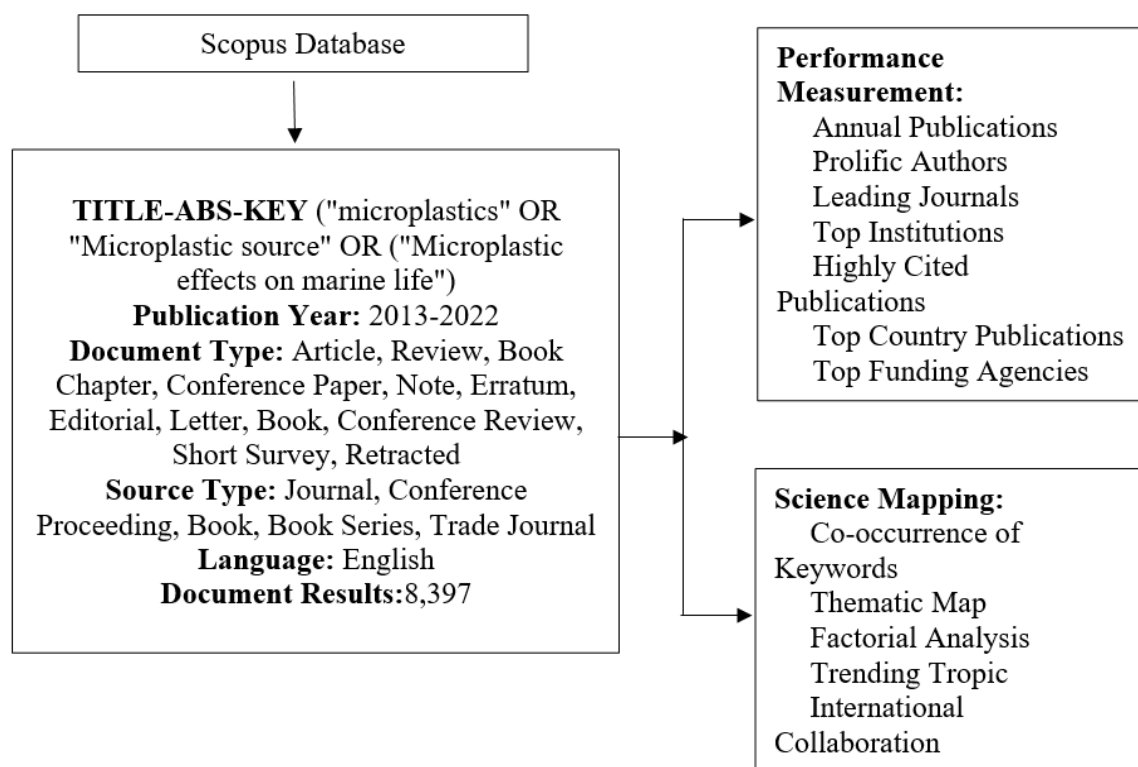 Scopus Database
TITLE-ABS-KEY ("microplastics" OR
"Microplastic source" OR ("Microplastic
effects on marine life")
Publication Year: 2013-2022
Document Type: Article, Review, Book
Chapter, Conference Paper, Note, Erratum,
Editorial, Letter, Book, Conference Review,
Short Survey, Retracted
Source Type: Journal, Conference
Proceeding, Book, Book Series, Trade Journal
Language: English
Document Results:8,397
Performance
Measurement:
Annual Publications
Prolific Authors
Leading Journals
Top Institutions
Highly Cited
Publications
Top Country Publications
Top Funding Agencies
Science Mapping:
Co-occurrence of
Keywords
Thematic Map
Factorial Analysis
Trending Tropic
International
Collaboration